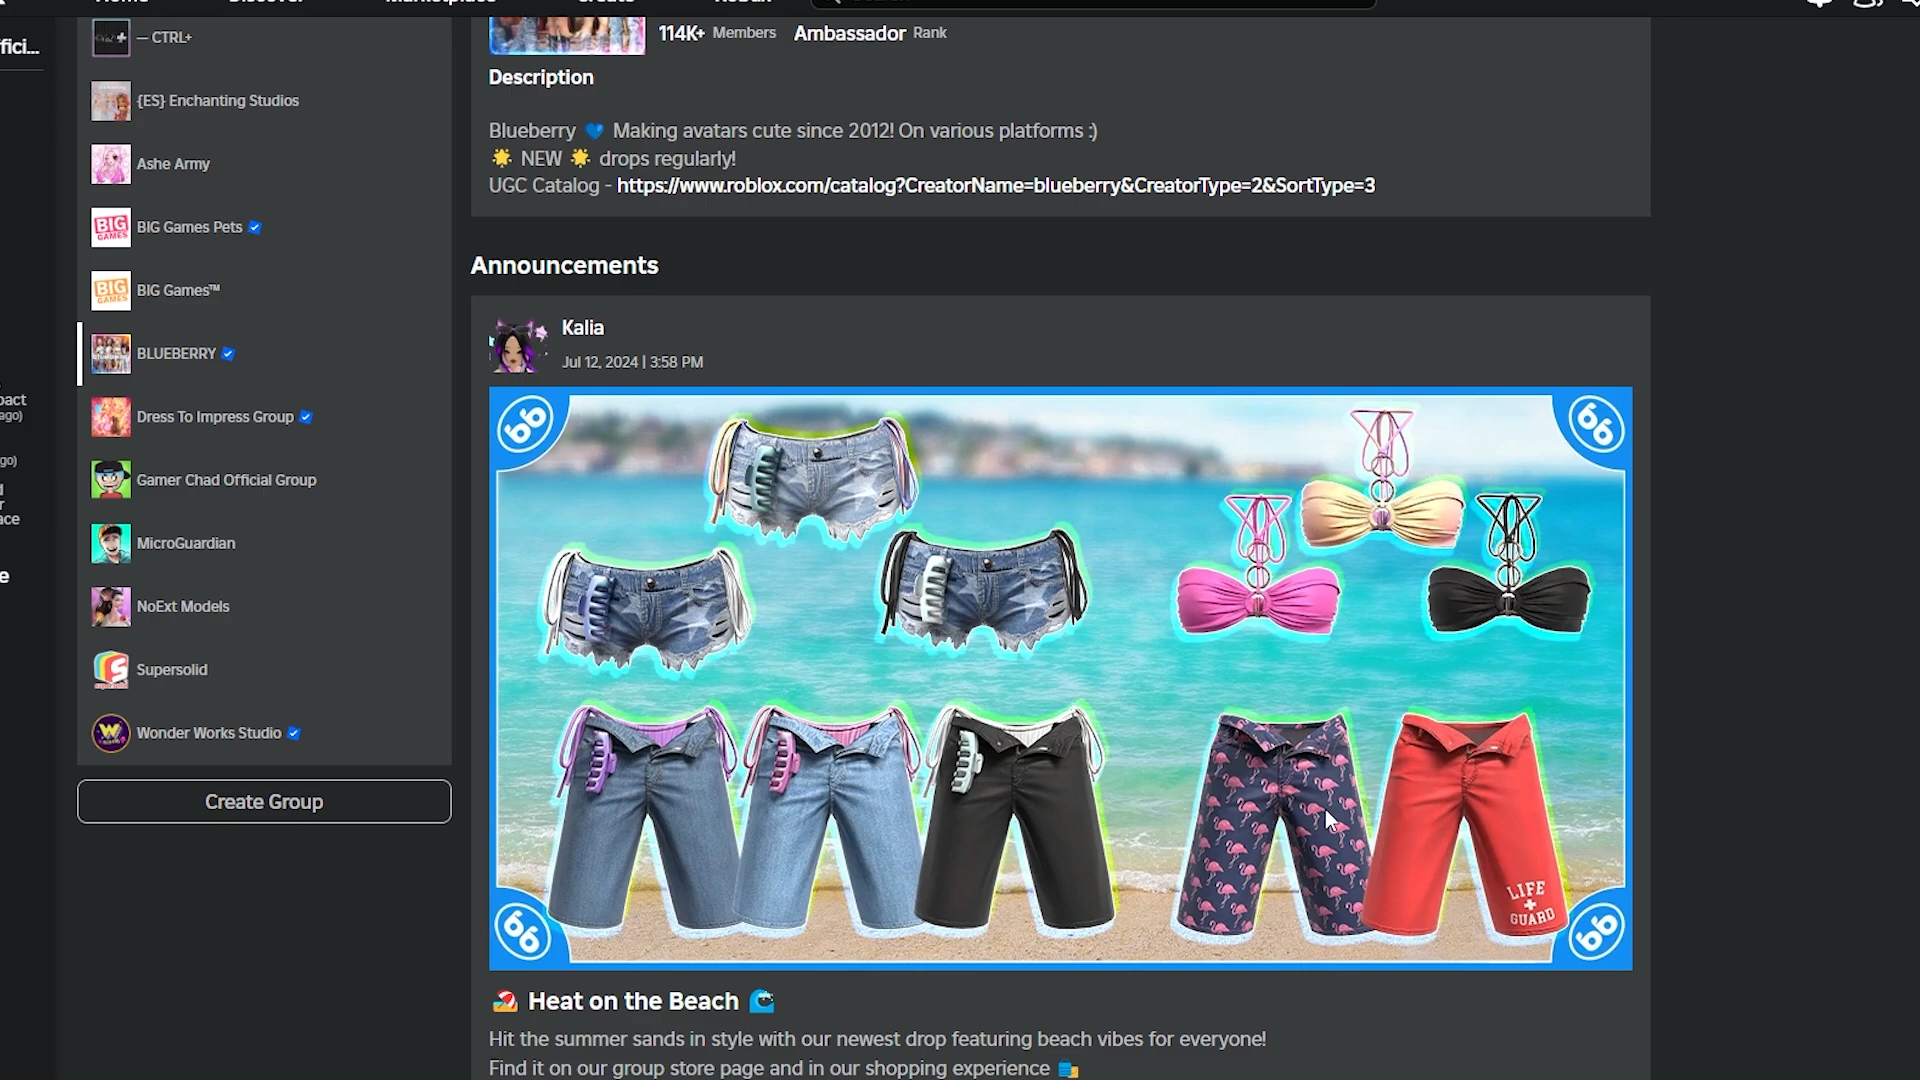 — CTRL+
{ES} Enchanting Studios
Ashe Army
BIG GAMES
BIG Games Pets
BIG GAMES
BIG Games™
BLUEBERRY
Dress To Impress Group
Gamer Chad Official Group
MicroGuardian
NoExt Models
Supersolid
Wonder Works Studio
Create Group
114K+ Members Ambassador Rank
Description
Blueberry 💙 Making avatars cute since 2012! On various platforms :)
🌟 NEW 🌟 drops regularly!
UGC Catalog - https://www.roblox.com/catalog?CreatorName=blueberry&CreatorType=2&SortType=3
Announcements
Kalia
Jul 12, 2024 | 3:58 PM
LIFE
GUARD
🏖️ Heat on the Beach 🌊
Hit the summer sands in style with our newest drop featuring beach vibes for everyone!
Find it on our group store page and in our shopping experience 🛍️